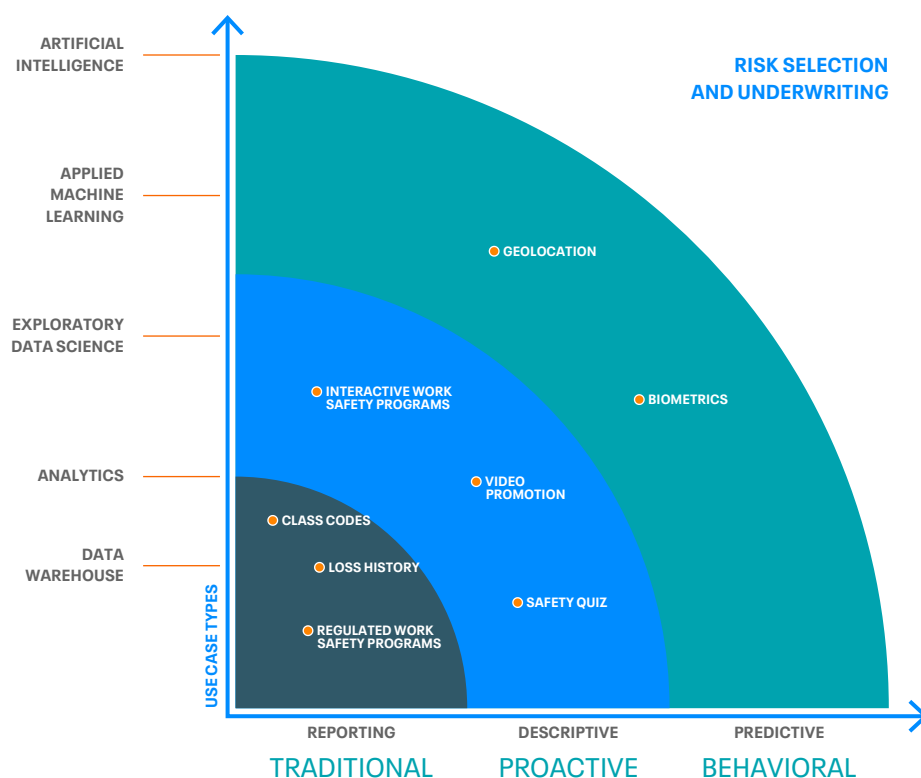 ARTIFICIAL
INTELLIGENCE
RISK SELECTION
AND UNDERWRITING
APPLIED
MACHINE
LEARNING
GEOLOCATION
EXPLORATORY
DATA SCIENCE
INTERACTIVE WORK
SAFETY PROGRAMS
BIOMETRICS
ANALYTICS
VIDEO
PROMOTION
CLASS CODES
DATA
WAREHOUSE
LOSS HISTORY
SAFETY QUIZ
REGULATED WORK
SAFETY PROGRAMS
USE CASE TYPES
REPORTING
DESCRIPTIVE
PREDICTIVE
TRADITIONAL
PROACTIVE
BEHAVIORAL